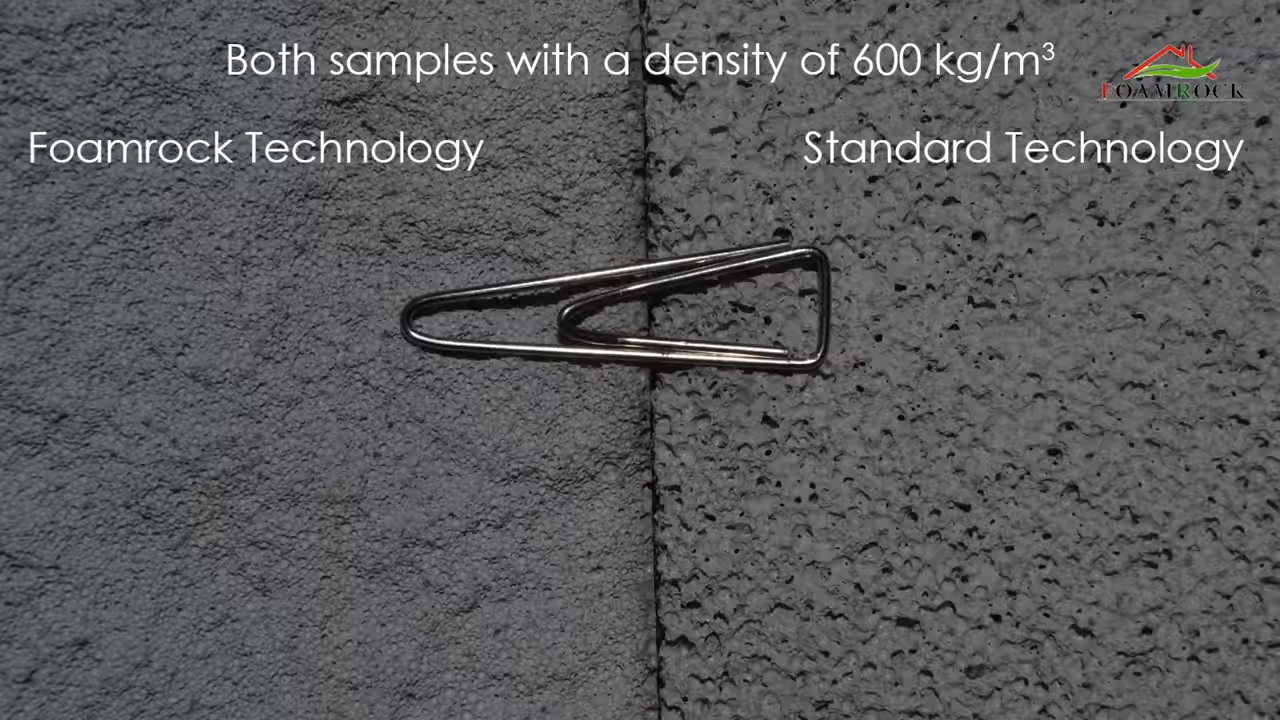 Both samples with a density of 600 kg/m³
FOAMROCK
Foamrock Technology
Standard Technology